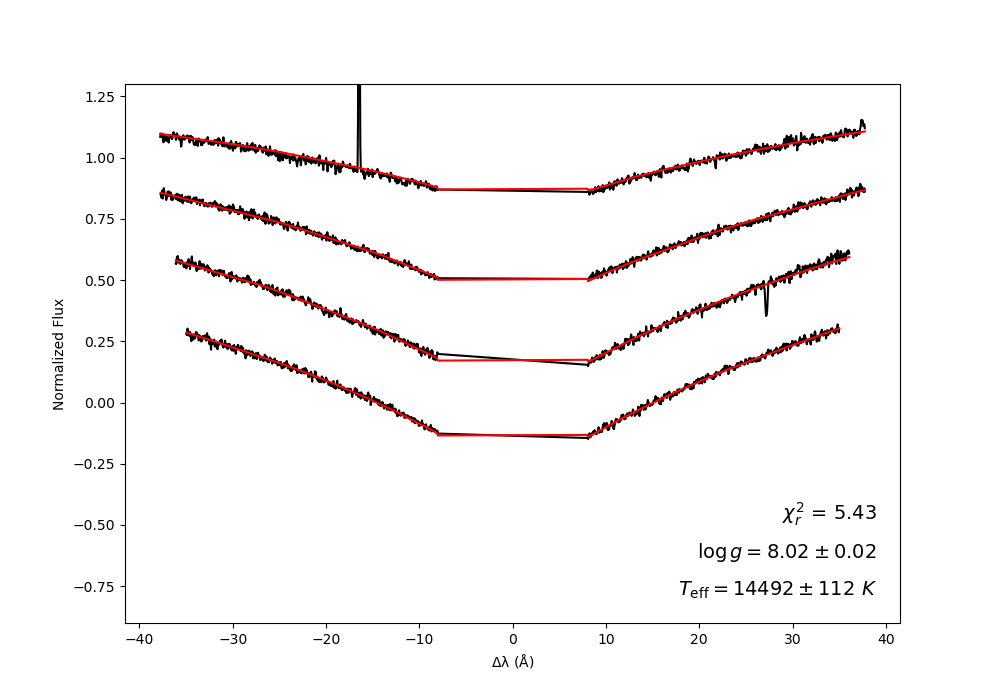 1.25
1.00
0.75
0.50
0.25
0.00
−0.25
−0.50
−0.75
Normalized Flux
−40 −30 −20 −10 0 10 20 30 40
Δλ (Å)
χ²ᵣ = 5.43
log g = 8.02 ± 0.02
T_eff = 14492 ± 112 K